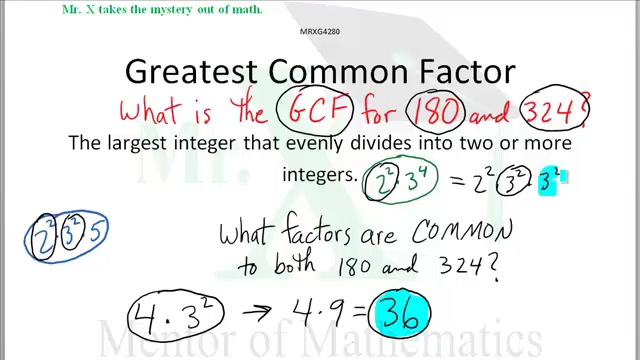 Mr. X takes the mystery out of math.
MRXG4280
Greatest Common Factor
What is the GCF for 180 and 324?
The largest integer that evenly divides into two or more
integers. 2² · 3⁴ = 2² · 3² · 3²
2² · 3² · 5
What factors are COMMON
to both 180 and 324?
4 · 3² → 4 · 9 = 36
Mr. X
Mentor of Mathematics